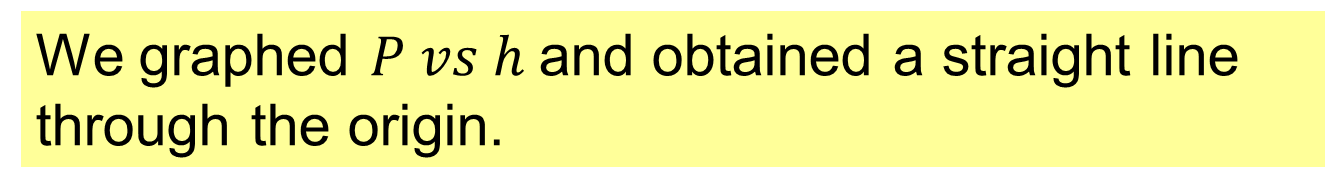 We graphed P vs h and obtained a straight line
through the origin.